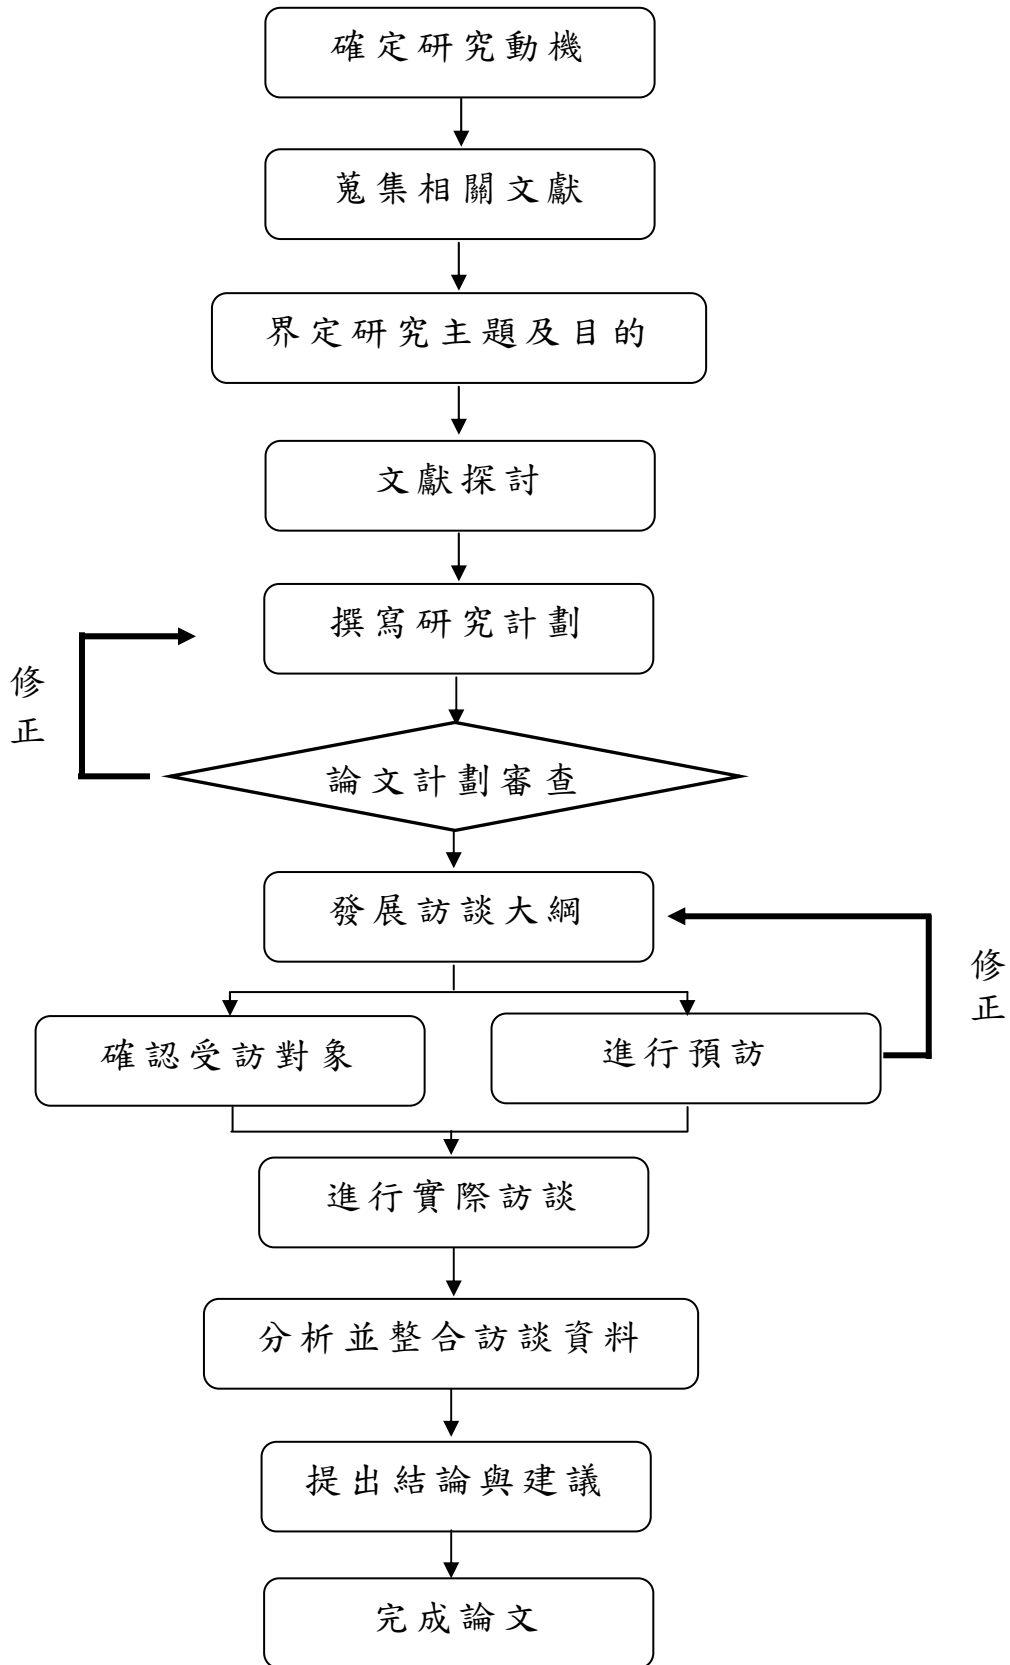 確定研究動機
蒐集相關文獻
界定研究主題及目的
文獻探討
撰寫研究計劃
修
正
論文計劃審查
發展訪談大綱
修
正
確認受訪對象
進行預訪
進行實際訪談
分析並整合訪談資料
提出結論與建議
完成論文